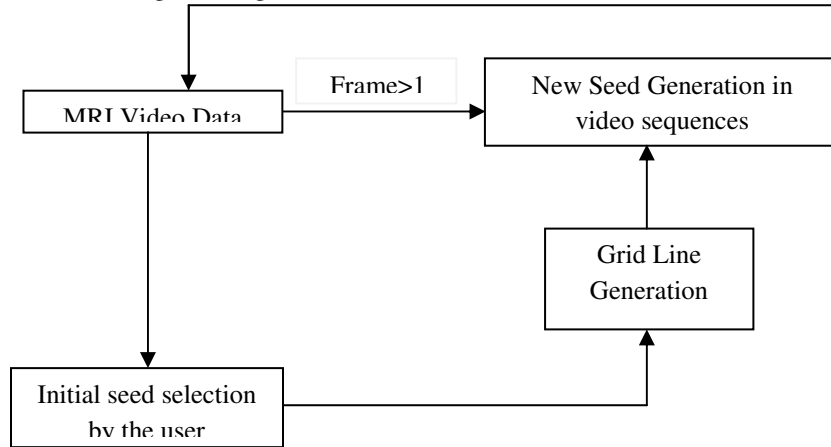 Frame>1
New Seed Generation in
video sequences
MRI Video Data
Grid Line
Generation
Initial seed selection
by the user